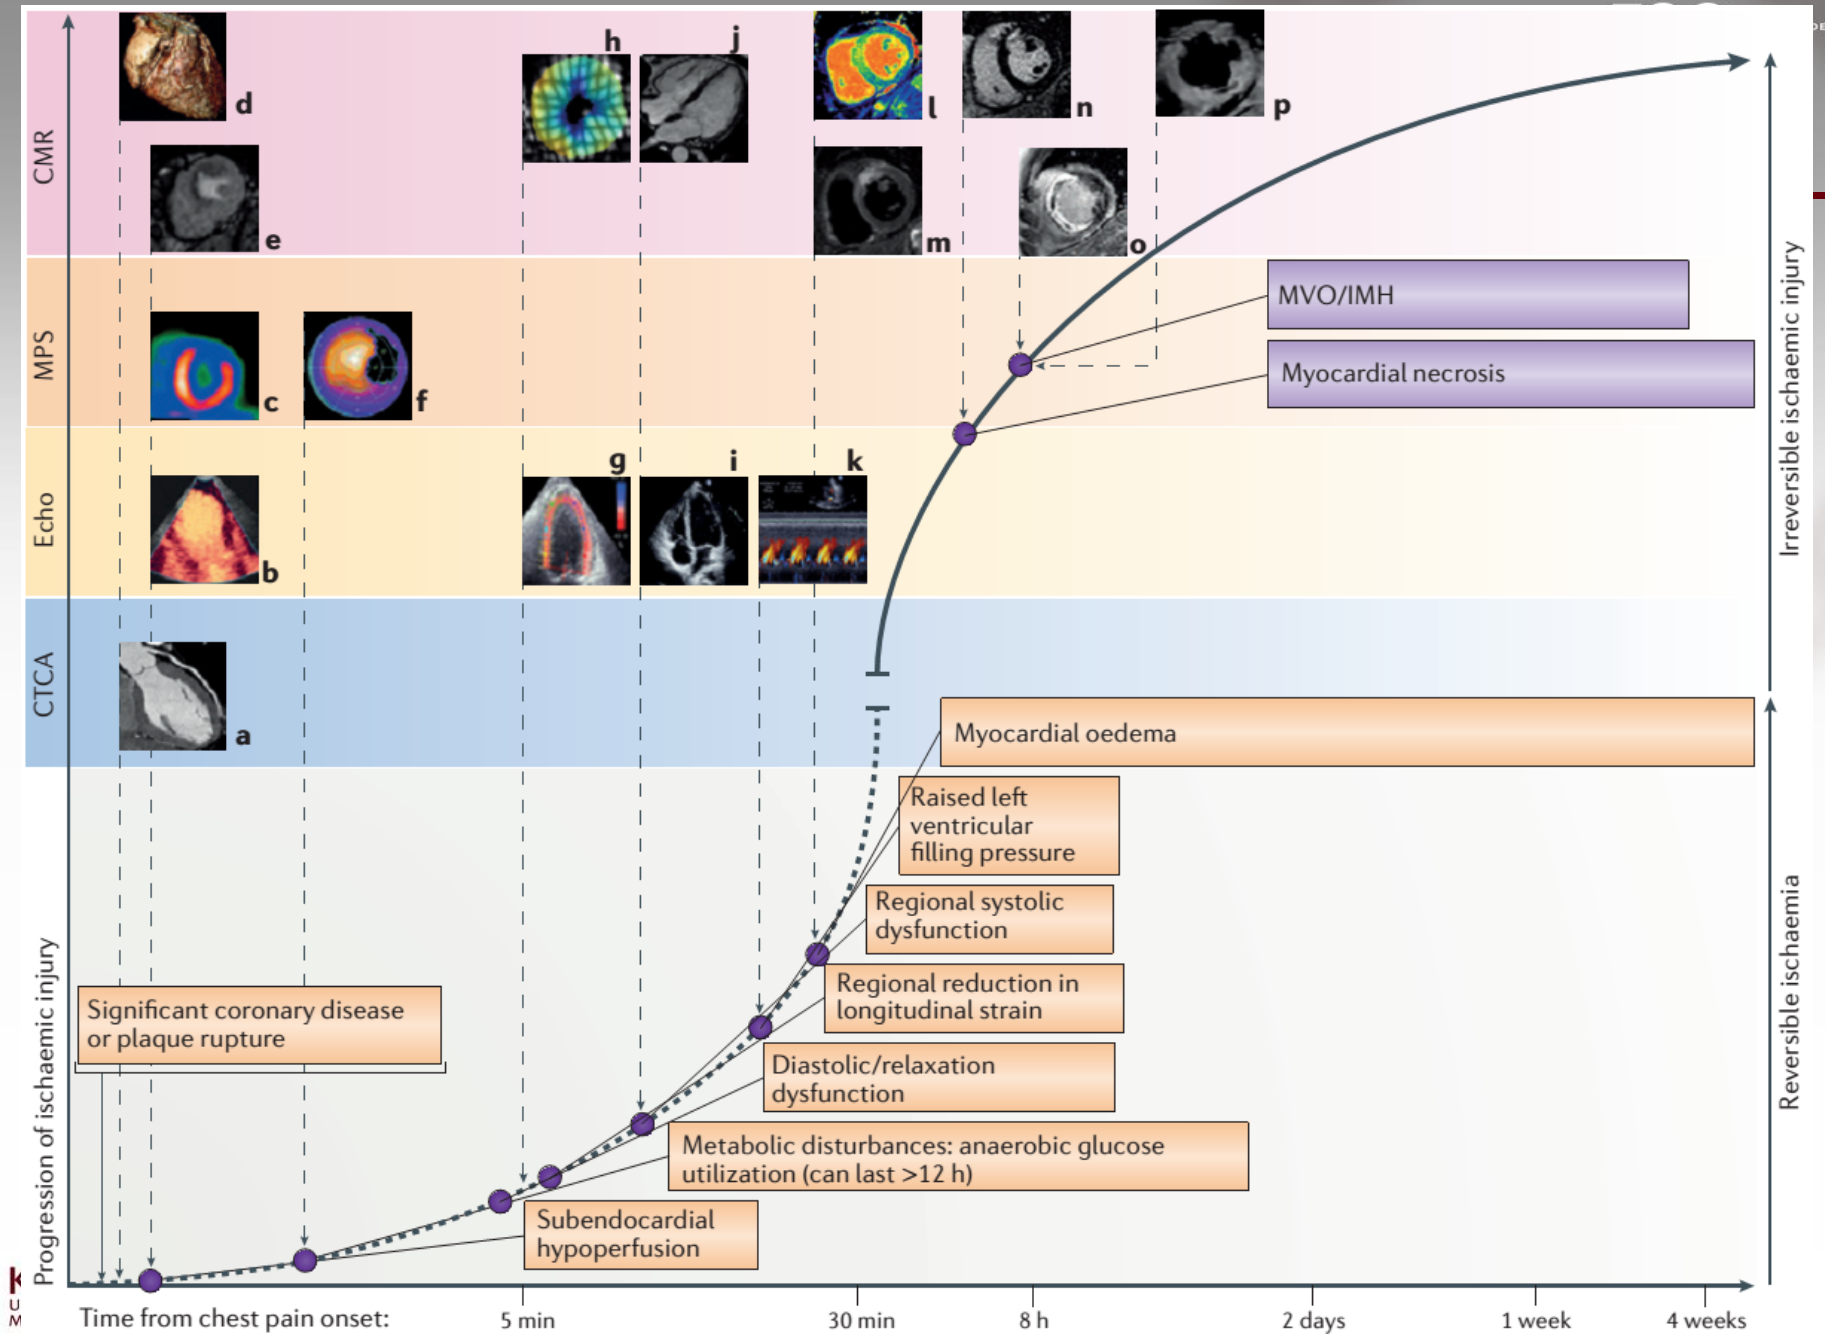 CMR
MPS
Echo
CTCA
Progression of ischaemic injury
d
e
h
j
l
m
n
o
p
c
f
b
g
i
k
a
MVO/IMH
Myocardial necrosis
Myocardial oedema
Raised left
ventricular
filling pressure
Regional systolic
dysfunction
Regional reduction in
longitudinal strain
Diastolic/relaxation
dysfunction
Metabolic disturbances: anaerobic glucose
utilization (can last >12 h)
Subendocardial
hypoperfusion
Significant coronary disease
or plaque rupture
Irreversible ischaemic injury
Reversible ischaemia
Time from chest pain onset:
5 min
30 min
8 h
2 days
1 week
4 weeks
K
U
M